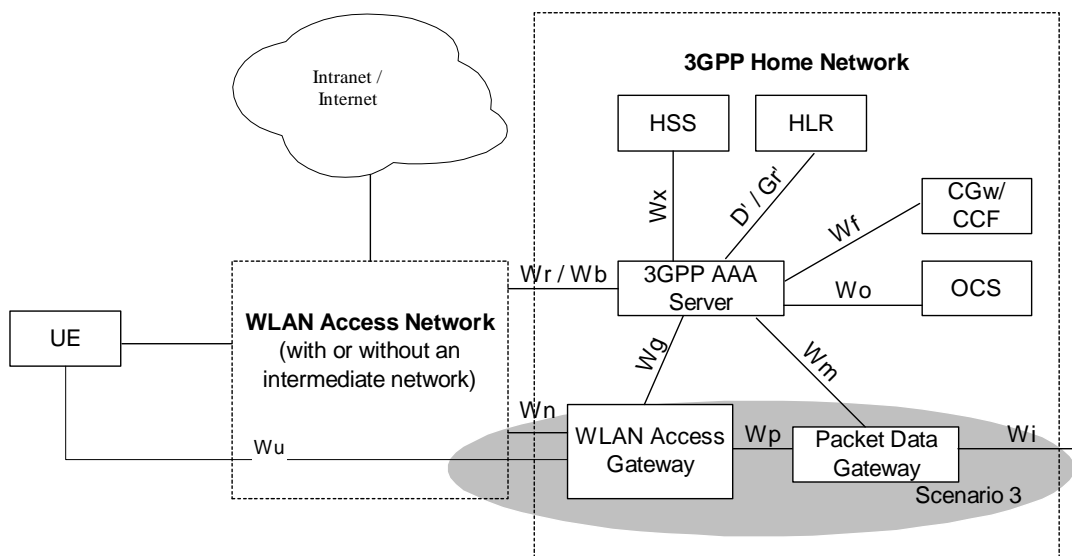 Intranet /
Internet
3GPP Home Network
HSS
HLR
Wx
D' / Gr'
CGw/
CCF
Wf
Wr / Wb
3GPP AAA
Server
Wo
OCS
UE
WLAN Access Network
(with or without an
intermediate network)
Wg
Wm
Wn
WLAN Access
Gateway
Wp
Packet Data
Gateway
Wi
Wu
Scenario 3